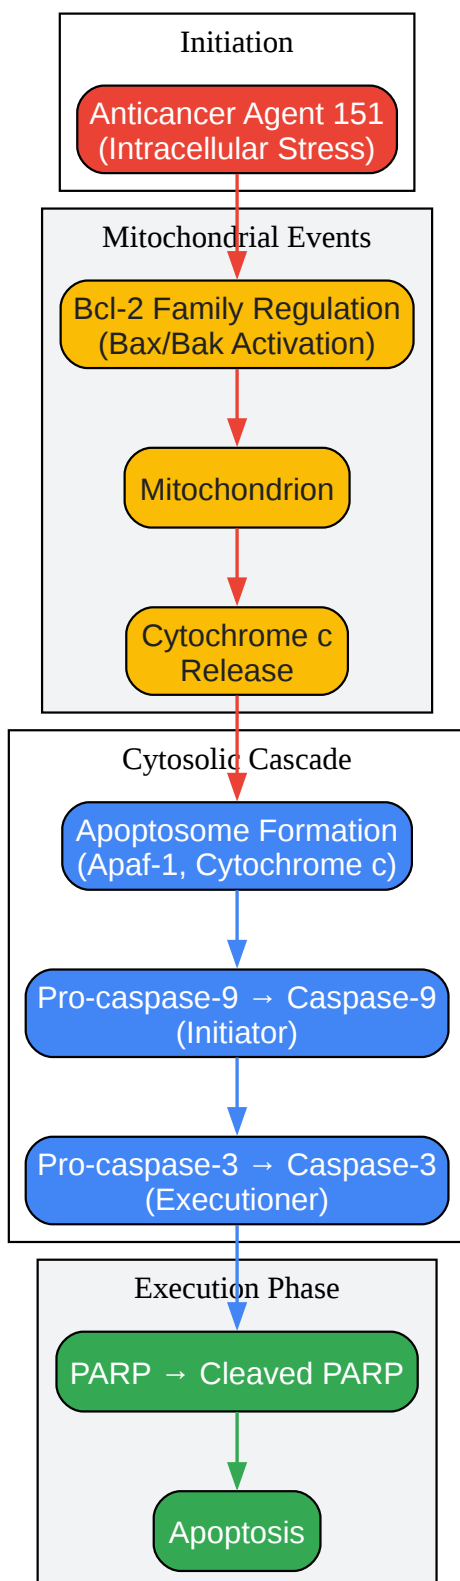 Initiation
Anticancer Agent 151
(Intracellular Stress)
Mitochondrial Events
Bcl-2 Family Regulation
(Bax/Bak Activation)
Mitochondrion
Cytochrome c
Release
Cytosolic Cascade
Apoptosome Formation
(Apaf-1, Cytochrome c)
Pro-caspase-9 → Caspase-9
(Initiator)
Pro-caspase-3 → Caspase-3
(Executioner)
Execution Phase
PARP → Cleaved PARP
Apoptosis